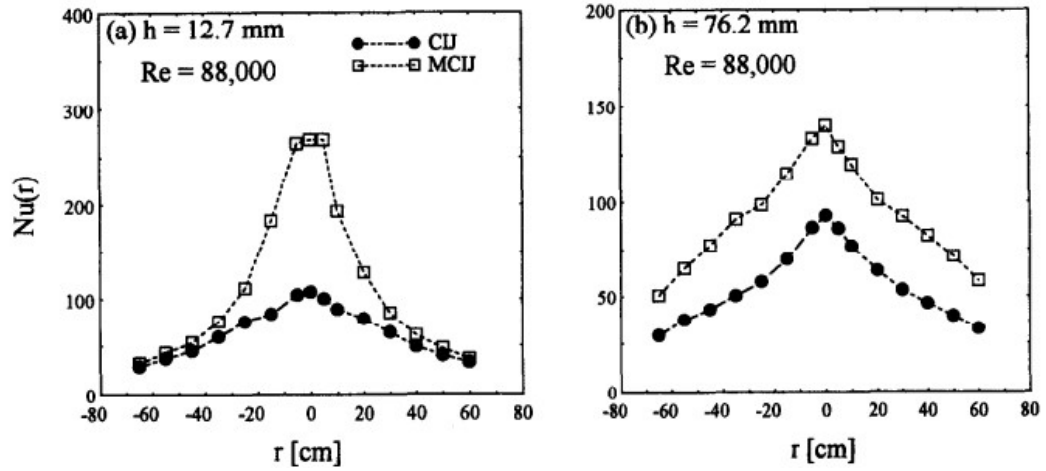 (a) h = 12.7 mm
Re = 88,000
CIJ
MCIJ
400
300
200
100
0
Nu(r)
-80 -60 -40 -20 0 20 40 60 80
r [cm]
(b) h = 76.2 mm
Re = 88,000
200
150
100
50
0
-80 -60 -40 -20 0 20 40 60 80
r [cm]